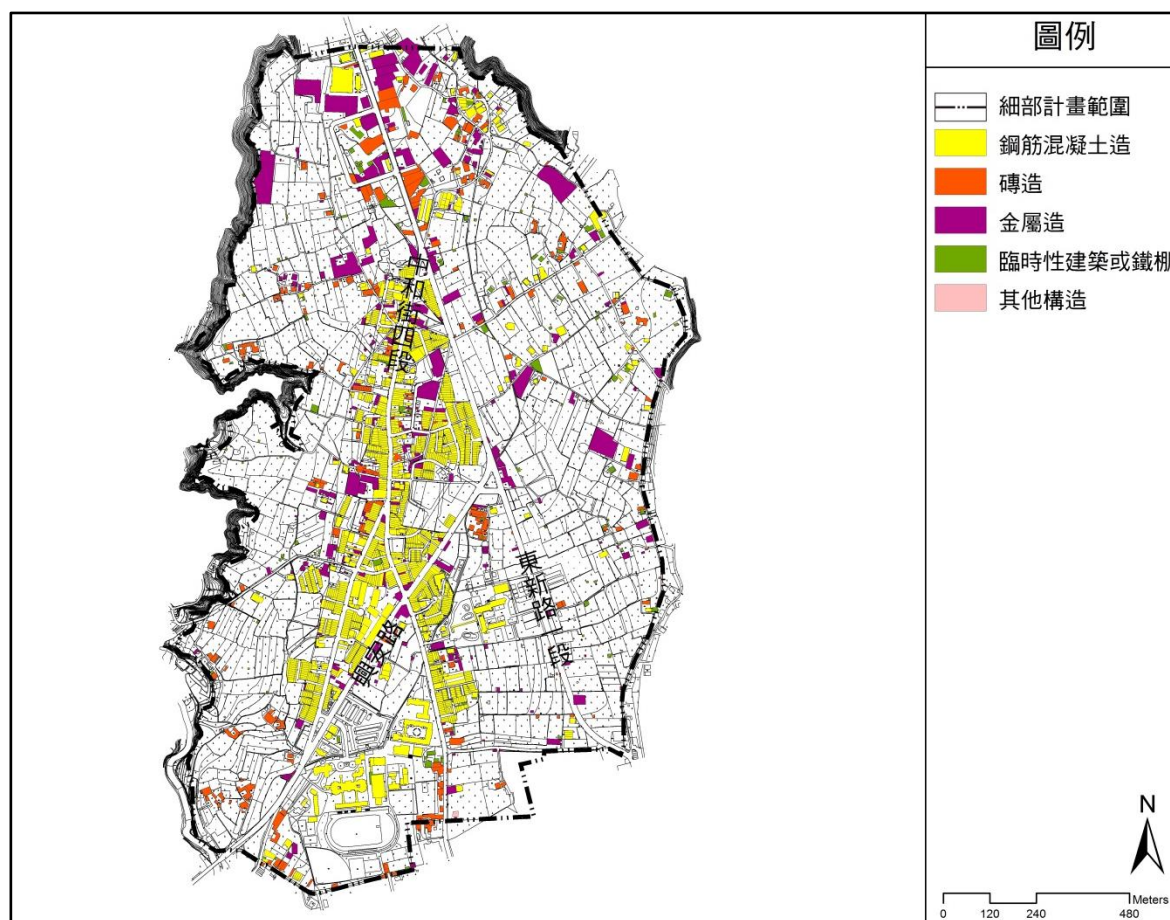 圖例
細部計畫範圍
鋼筋混凝土造
磚造
金屬造
臨時性建築或鐵棚
其他構造
中和街四段
東新路一段
興安路
N
Meters
0 120 240 480